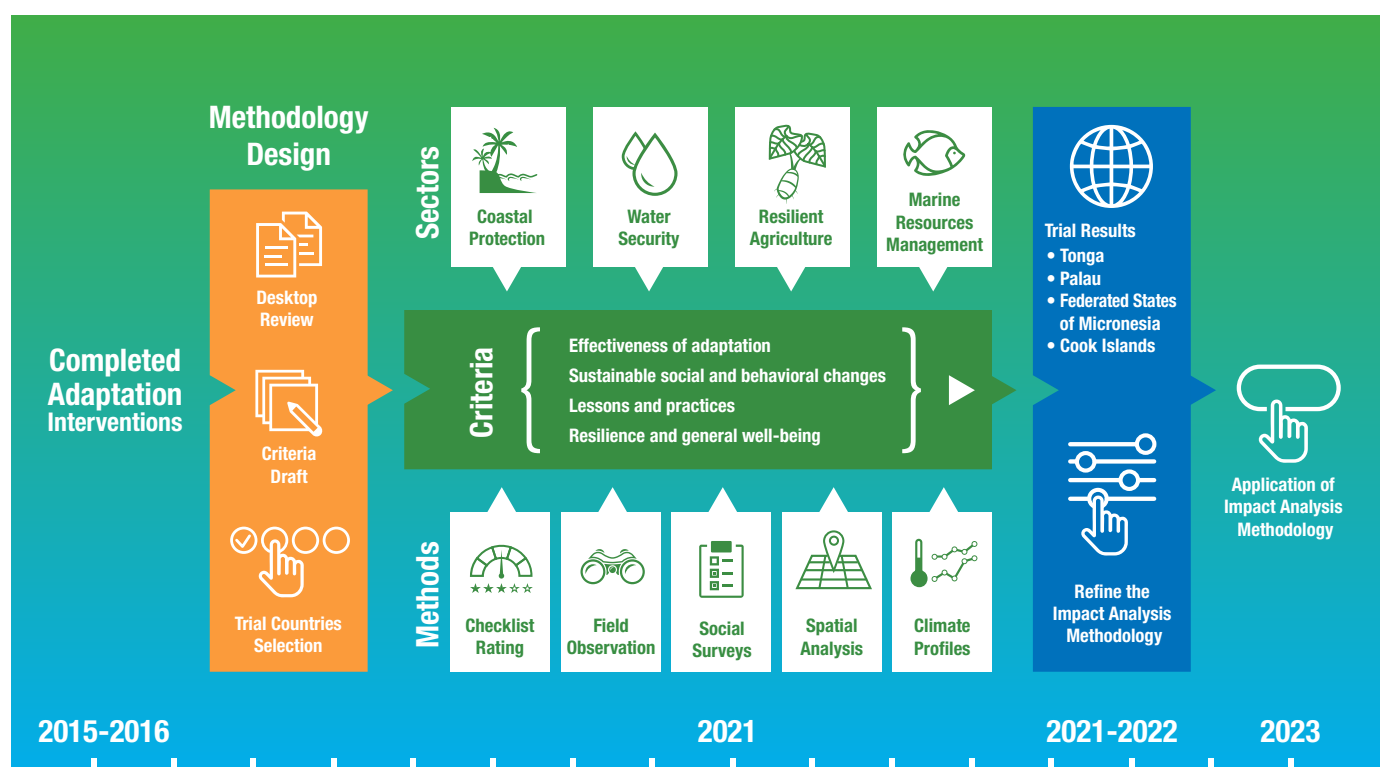 Completed
Adaptation
Interventions
Methodology
Design
Desktop
Review
Criteria
Draft
Trial Countries
Selection
Sectors
Coastal
Protection
Water
Security
Resilient
Agriculture
Marine
Resources
Management
Criteria
Effectiveness of adaptation
Sustainable social and behavioral changes
Lessons and practices
Resilience and general well-being
Methods
Checklist
Rating
Field
Observation
Social
Surveys
Spatial
Analysis
Climate
Profiles
Trial Results
• Tonga
• Palau
• Federated States
of Micronesia
• Cook Islands
Refine the
Impact Analysis
Methodology
Application of
Impact Analysis
Methodology
2015-2016
2021
2021-2022
2023